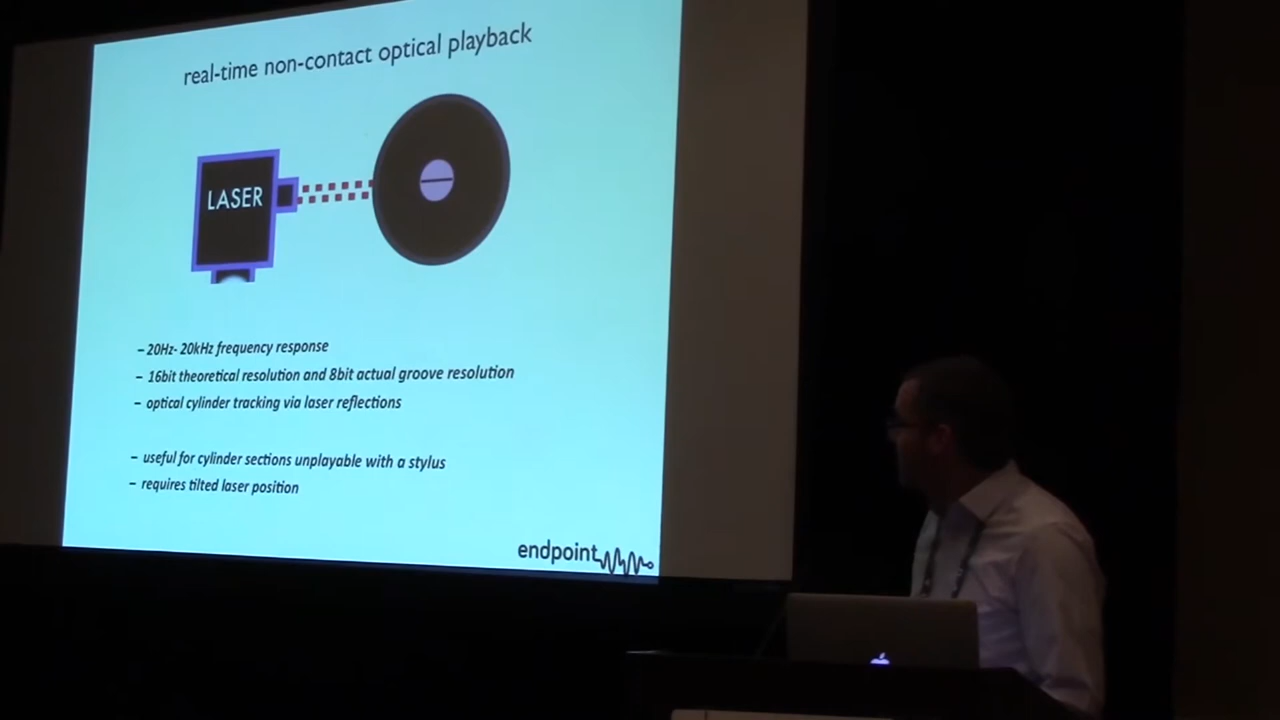 real-time non-contact optical playback
LASER
– 20Hz- 20kHz frequency response
– 16bit theoretical resolution and 8bit actual groove resolution
– optical cylinder tracking via laser reflections
– useful for cylinder sections unplayable with a stylus
– requires tilted laser position
endpoint